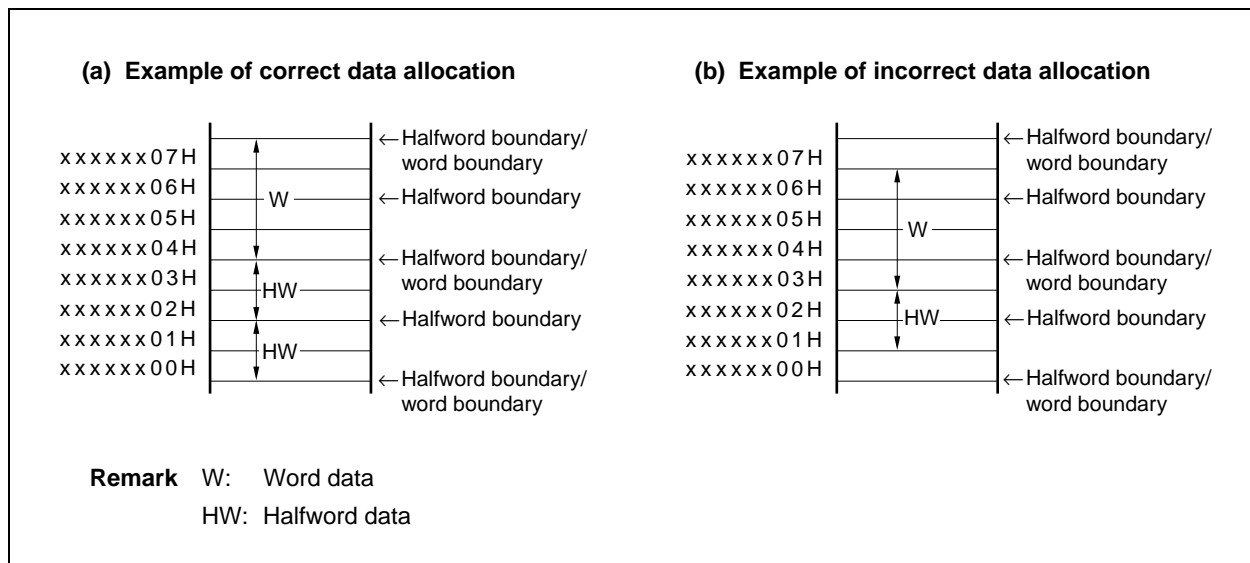 (a) Example of correct data allocation
xxxxxx07H
xxxxxx06H
xxxxxx05H
xxxxxx04H
xxxxxx03H
xxxxxx02H
xxxxxx01H
xxxxxx00H
W
HW
HW
←Halfword boundary/
word boundary
←Halfword boundary
←Halfword boundary/
word boundary
←Halfword boundary
←Halfword boundary/
word boundary
(b) Example of incorrect data allocation
xxxxxx07H
xxxxxx06H
xxxxxx05H
xxxxxx04H
xxxxxx03H
xxxxxx02H
xxxxxx01H
xxxxxx00H
W
HW
←Halfword boundary/
word boundary
←Halfword boundary
←Halfword boundary/
word boundary
←Halfword boundary
←Halfword boundary/
word boundary
Remark W: Word data
HW: Halfword data